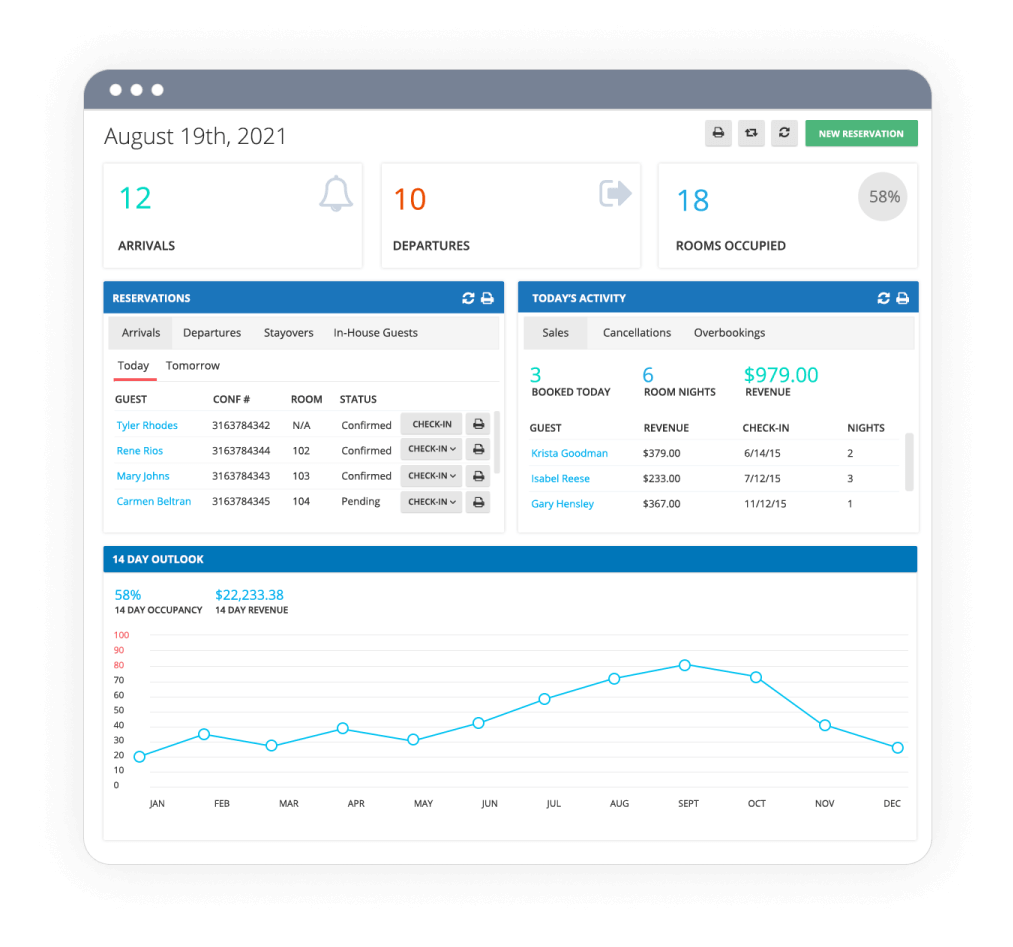 August 19th, 2021
NEW RESERVATION
12
ARRIVALS
10
DEPARTURES
18
58%
ROOMS OCCUPIED
RESERVATIONS
Arrivals Departures Stayovers In-House Guests
Today Tomorrow
GUEST CONF # ROOM STATUS
Tyler Rhodes 3163784342 N/A Confirmed CHECK-IN
Rene Rios 3163784344 102 Confirmed CHECK-IN
Mary Johns 3163784343 103 Confirmed CHECK-IN
Carmen Beltran 3163784345 104 Pending CHECK-IN
TODAY'S ACTIVITY
Sales Cancellations Overbookings
3 6 $979.00
BOOKED TODAY ROOM NIGHTS REVENUE
GUEST REVENUE CHECK-IN NIGHTS
Krista Goodman $379.00 6/14/15 2
Isabel Reese $233.00 7/12/15 3
Gary Hensley $367.00 11/12/15 1
14 DAY OUTLOOK
58% $22,233.38
14 DAY OCCUPANCY 14 DAY REVENUE
100
90
80
70
60
50
40
30
20
10
0
JAN FEB MAR APR MAY JUN JUL AUG SEPT OCT NOV DEC